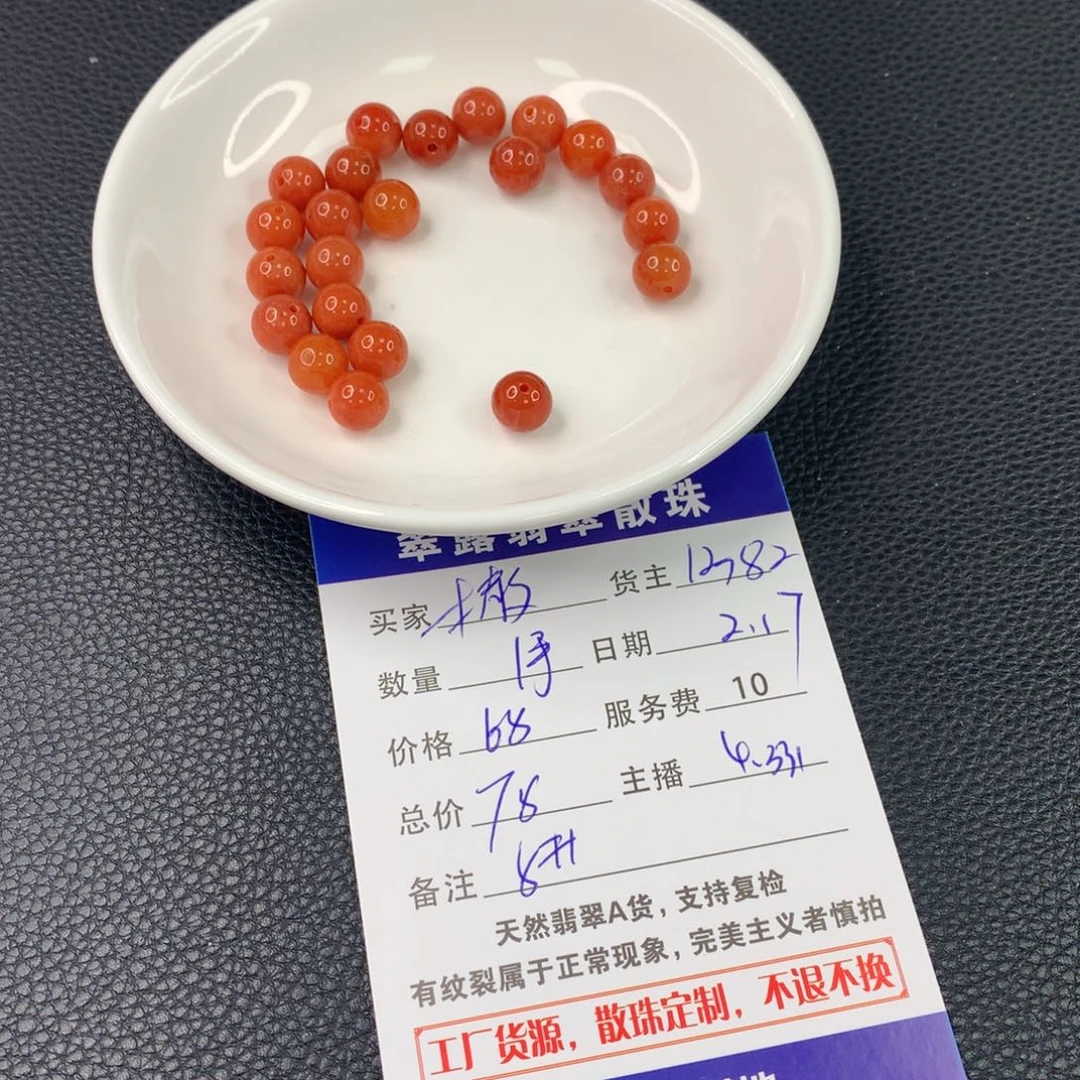 翠露翡翠散珠
买家 货主 12782
数量 1手 日期 2.17
价格 68 服务费 10
总价 78 主播
备注
天然翡翠A货，支持复检
有纹裂属于正常现象，完美主义者慎拍
工厂货源，散珠定制，不退不换